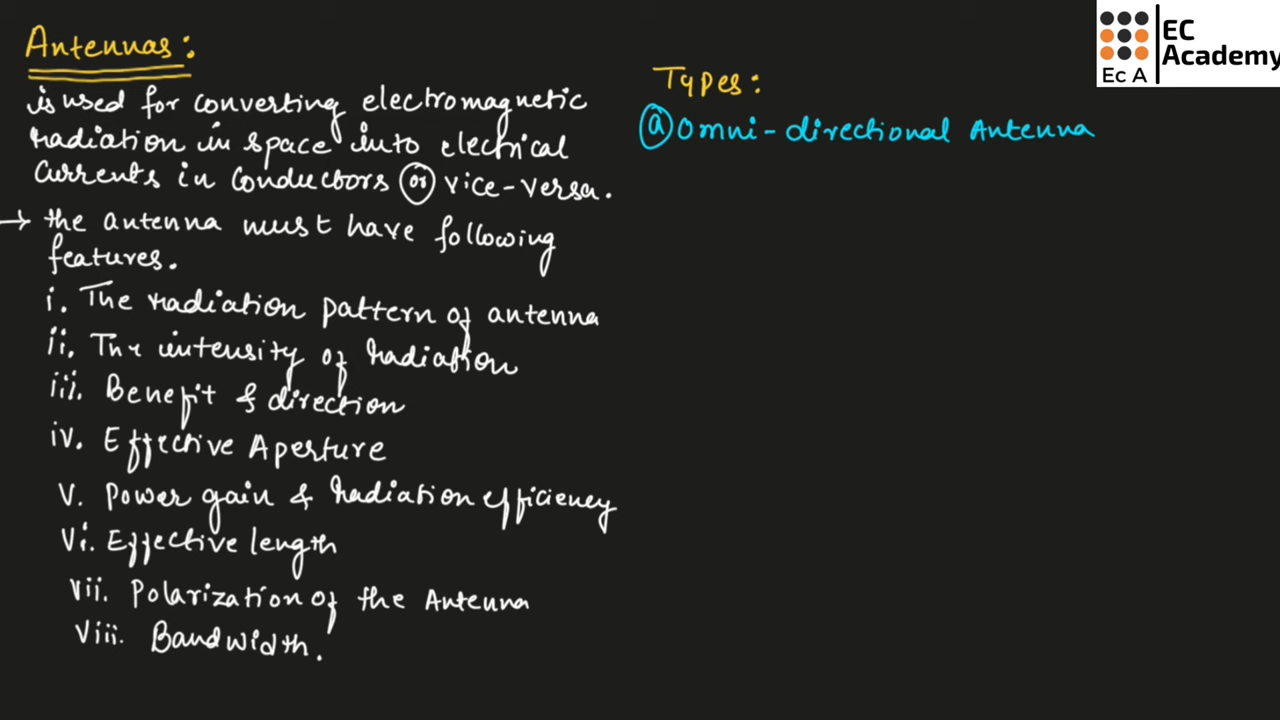 Antennas:
is used for converting electromagnetic
radiation in space into electrical
currents in conductors (or) vice-versa.
→ the antenna must have following
features.
i. The radiation pattern of antenna
ii. The intensity of radiation
iii. Benefit & direction
iv. Effective Aperture
v. Power gain & radiation efficiency
vi. Effective length
vii. Polarization of the Antenna
viii. Bandwidth.
Types:
(a) Omni-directional Antenna
EC
Academy
Ec A